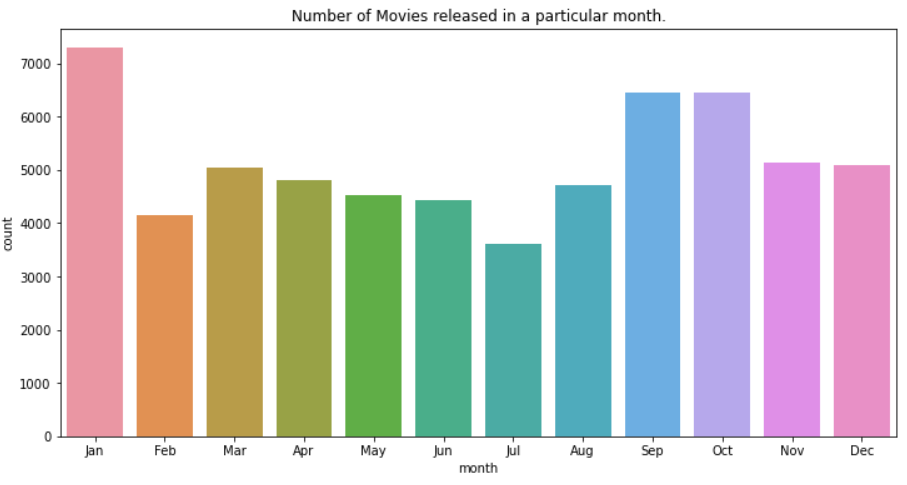 Number of Movies released in a particular month.
7000
6000
5000
4000
3000
2000
1000
0
count
Jan Feb Mar Apr May Jun Jul Aug Sep Oct Nov Dec
month